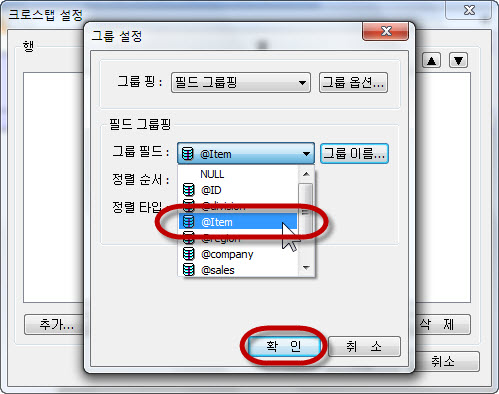 크로스탭 설정
행
그룹 설정
그룹 핑 : 필드 그룹핑 그룹 옵션...
필드 그룹핑
그룹 필드 : @Item 그룹 이름...
정렬 순서 :
정렬 타입
NULL
@ID
@division
@Item
@region
@company
@sales
추가... 삭 제
확 인 취 소
취소